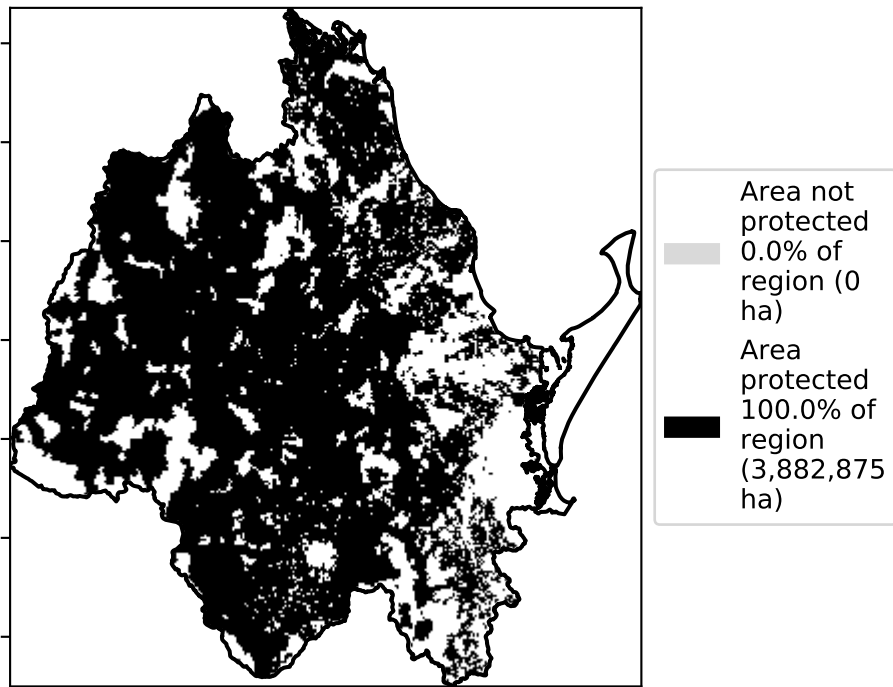 Area not
protected
0.0% of
region (0
ha)
Area
protected
100.0% of
region
(3,882,875
ha)